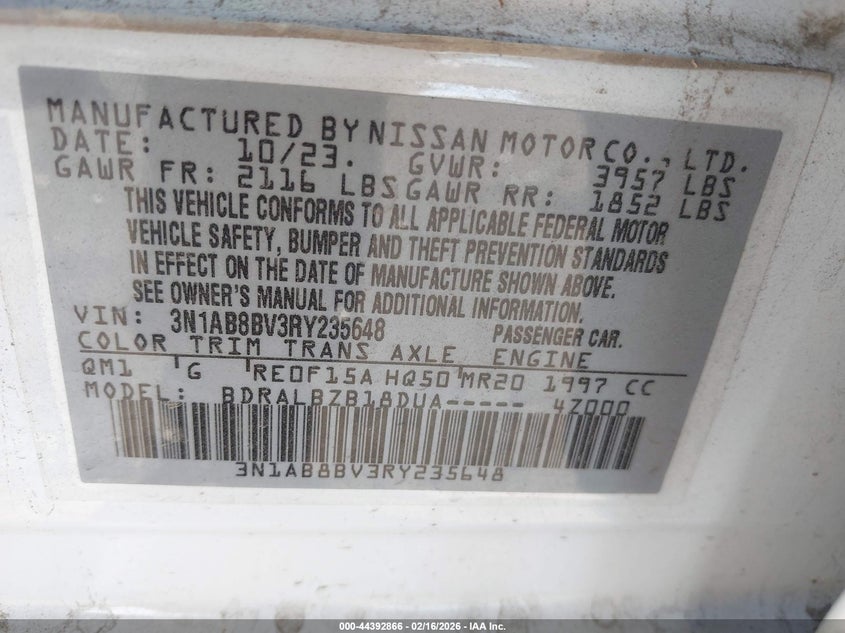 MANUFACTURED BY NISSAN MOTOR CO., LTD.
DATE: 10/23. GVWR: 3957 LBS
GAWR FR: 2116 LBS GAWR RR: 1852 LBS
THIS VEHICLE CONFORMS TO ALL APPLICABLE FEDERAL MOTOR
VEHICLE SAFETY, BUMPER AND THEFT PREVENTION STANDARDS
IN EFFECT ON THE DATE OF MANUFACTURE SHOWN ABOVE.
SEE OWNER'S MANUAL FOR ADDITIONAL INFORMATION.
VIN: 3N1AB8BV3RY235648 PASSENGER CAR.
COLOR TRIM TRANS AXLE ENGINE
QM1 G RE0F15A HQ50 MR20 1997 CC
MODEL: BDRALBZB18DUA----- 4Z000
3N1AB8BV3RY235648
000-44392866 - 02/16/2026 - IAA Inc.